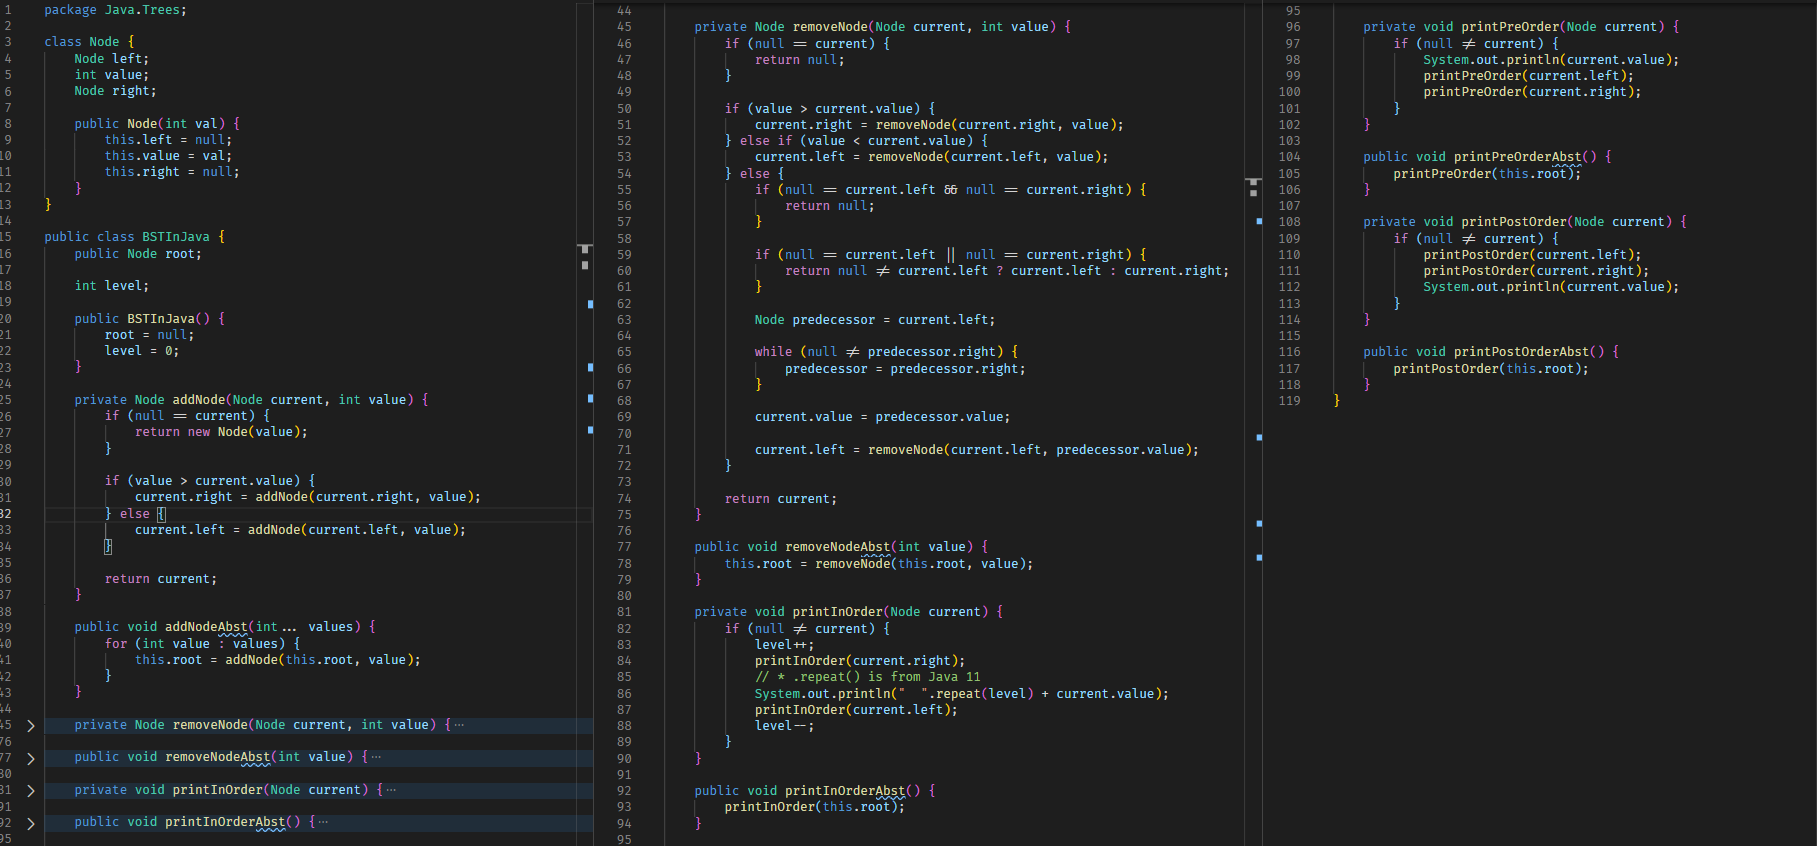 1 package Java.Trees;
2
3 class Node {
4 Node left;
5 int value;
6 Node right;
7
8 public Node(int val) {
9 this.left = null;
10 this.value = val;
11 this.right = null;
12 }
13 }
14
15 public class BSTInJava {
16 public Node root;
17
18 int level;
19
20 public BSTInJava() {
21 root = null;
22 level = 0;
23 }
24
25 private Node addNode(Node current, int value) {
26 if (null == current) {
27 return new Node(value);
28 }
29
30 if (value > current.value) {
31 current.right = addNode(current.right, value);
32 } else {
33 current.left = addNode(current.left, value);
34 }
35
36 return current;
37 }
38
39 public void addNodeAbst(int... values) {
40 for (int value : values) {
41 this.root = addNode(this.root, value);
42 }
43 }
44
45 private Node removeNode(Node current, int value) {…
76
77 public void removeNodeAbst(int value) {…
80
81 private void printInOrder(Node current) {…
91
92 public void printInOrderAbst() {…
95
44
45 private Node removeNode(Node current, int value) {
46 if (null == current) {
47 return null;
48 }
49
50 if (value > current.value) {
51 current.right = removeNode(current.right, value);
52 } else if (value < current.value) {
53 current.left = removeNode(current.left, value);
54 } else {
55 if (null == current.left && null == current.right) {
56 return null;
57 }
58
59 if (null == current.left || null == current.right) {
60 return null != current.left ? current.left : current.right;
61 }
62
63 Node predecessor = current.left;
64
65 while (null != predecessor.right) {
66 predecessor = predecessor.right;
67 }
68
69 current.value = predecessor.value;
70
71 current.left = removeNode(current.left, predecessor.value);
72 }
73
74 return current;
75 }
76
77 public void removeNodeAbst(int value) {
78 this.root = removeNode(this.root, value);
79 }
80
81 private void printInOrder(Node current) {
82 if (null != current) {
83 level++;
84 printInOrder(current.right);
85 // * .repeat() is from Java 11
86 System.out.println("  ".repeat(level) + current.value);
87 printInOrder(current.left);
88 level--;
89 }
90 }
91
92 public void printInOrderAbst() {
93 printInOrder(this.root);
94 }
95
95
96 private void printPreOrder(Node current) {
97 if (null != current) {
98 System.out.println(current.value);
99 printPreOrder(current.left);
100 printPreOrder(current.right);
101 }
102 }
103
104 public void printPreOrderAbst() {
105 printPreOrder(this.root);
106 }
107
108 private void printPostOrder(Node current) {
109 if (null != current) {
110 printPostOrder(current.left);
111 printPostOrder(current.right);
112 System.out.println(current.value);
113 }
114 }
115
116 public void printPostOrderAbst() {
117 printPostOrder(this.root);
118 }
119 }